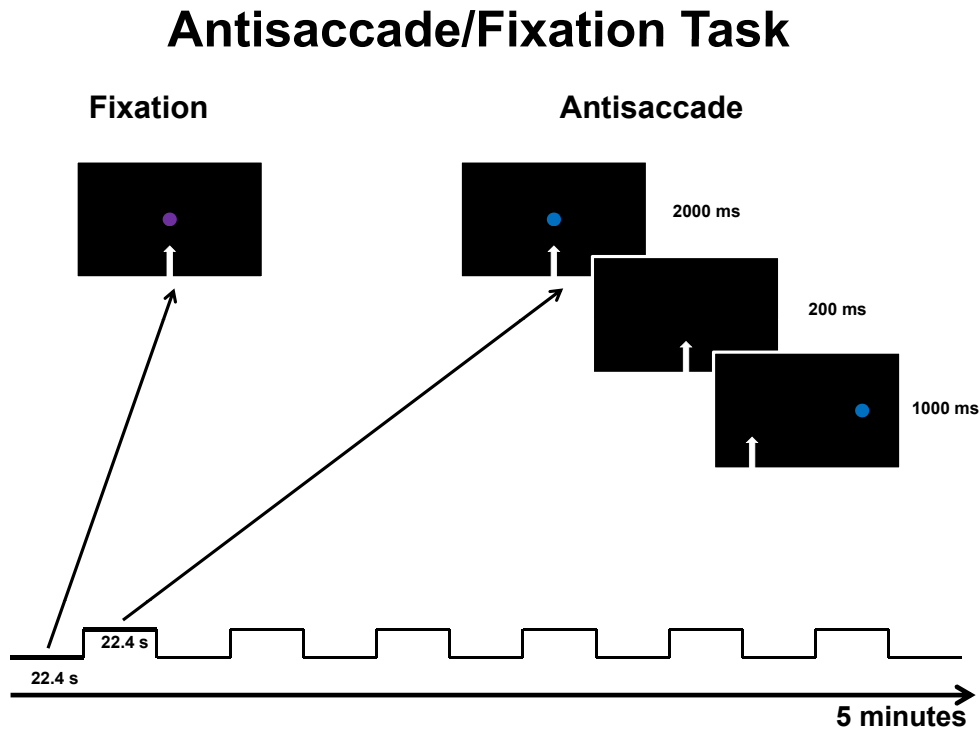 Antisaccade/Fixation Task
Fixation
Antisaccade
2000 ms
200 ms
1000 ms
22.4 s
22.4 s
5 minutes